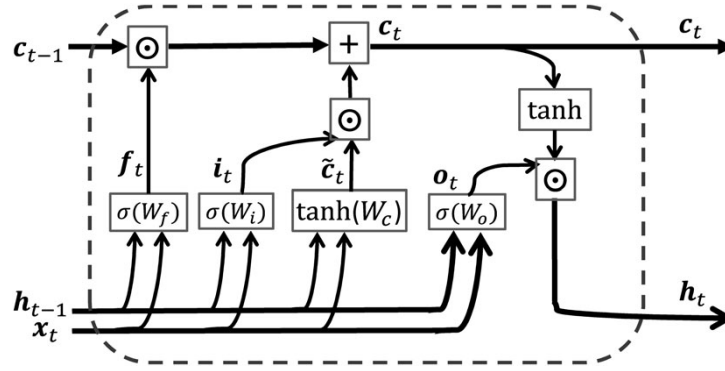 c_{t−1} ⊙ + c_t c_t
tanh
⊙ ⊙
f_t i_t c̃_t o_t
σ(W_f) σ(W_i) tanh(W_c) σ(W_o)
h_{t−1} h_t
x_t